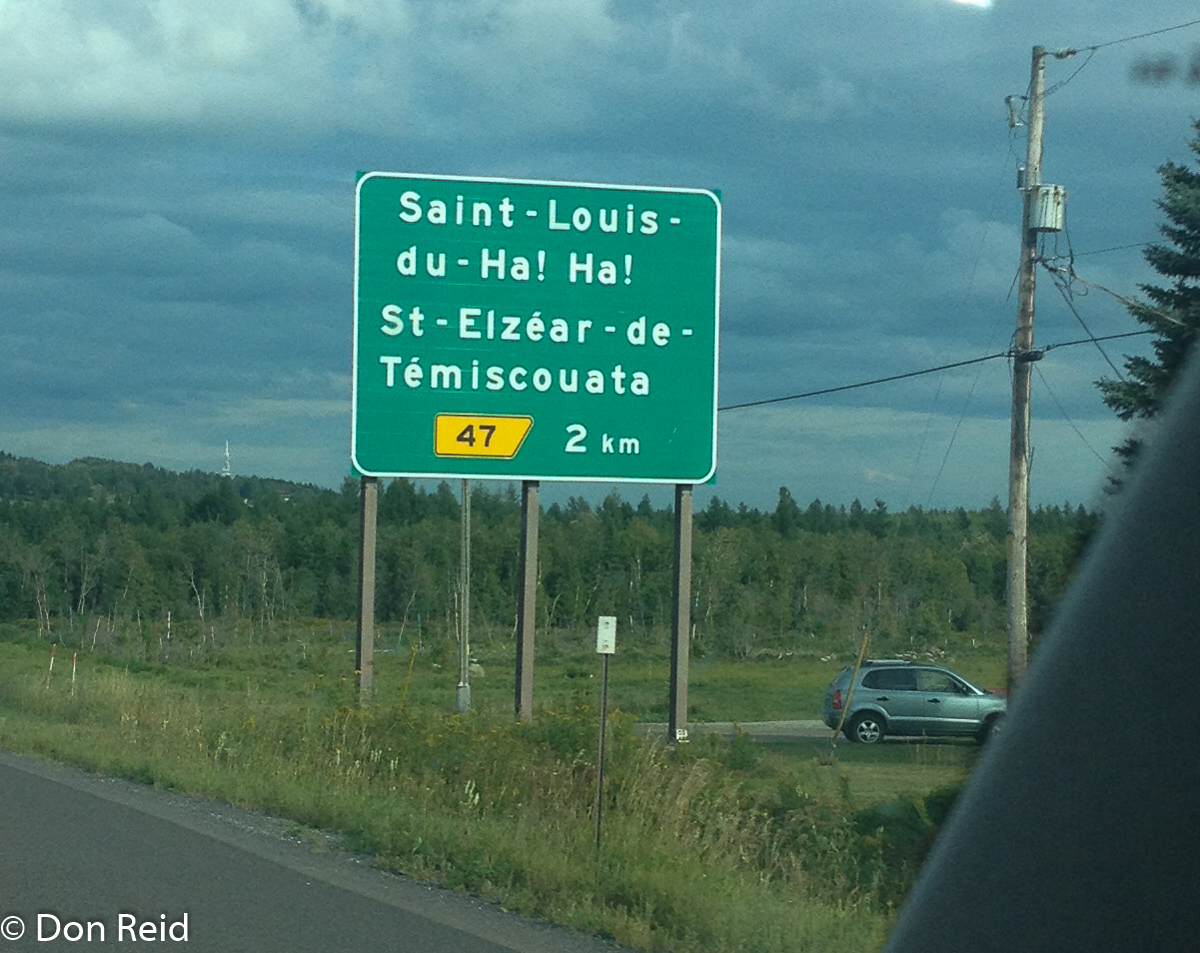 Saint-Louis-
du-Ha! Ha!
St-Elzéar-de-
Témiscouata
47 2 km
© Don Reid